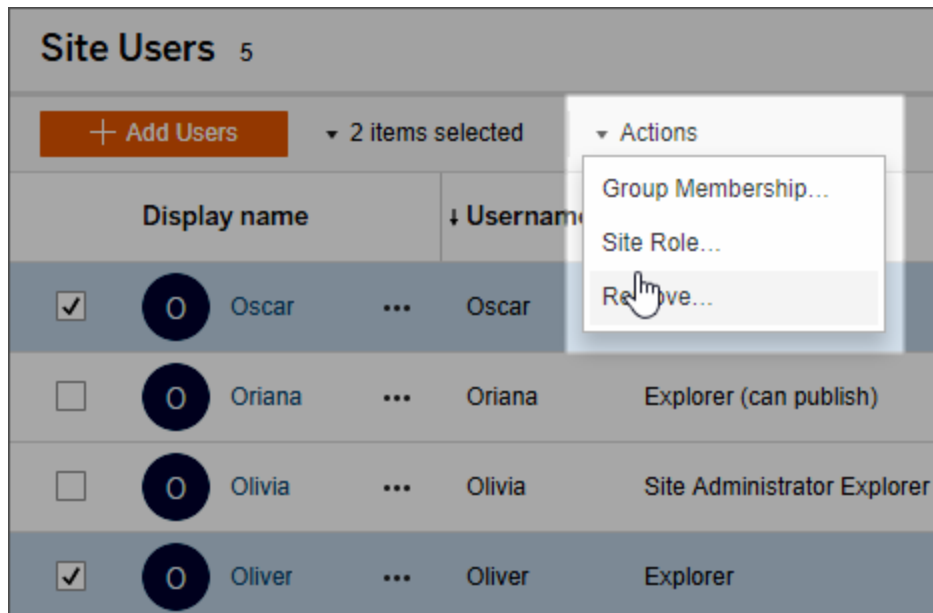 Site Users 5
+ Add Users 2 items selected Actions
Group Membership...
Display name ↓ Usernam
Site Role...
O Oscar ••• Oscar
Remove...
O Oriana ••• Oriana Explorer (can publish)
O Olivia ••• Olivia Site Administrator Explorer
O Oliver ••• Oliver Explorer